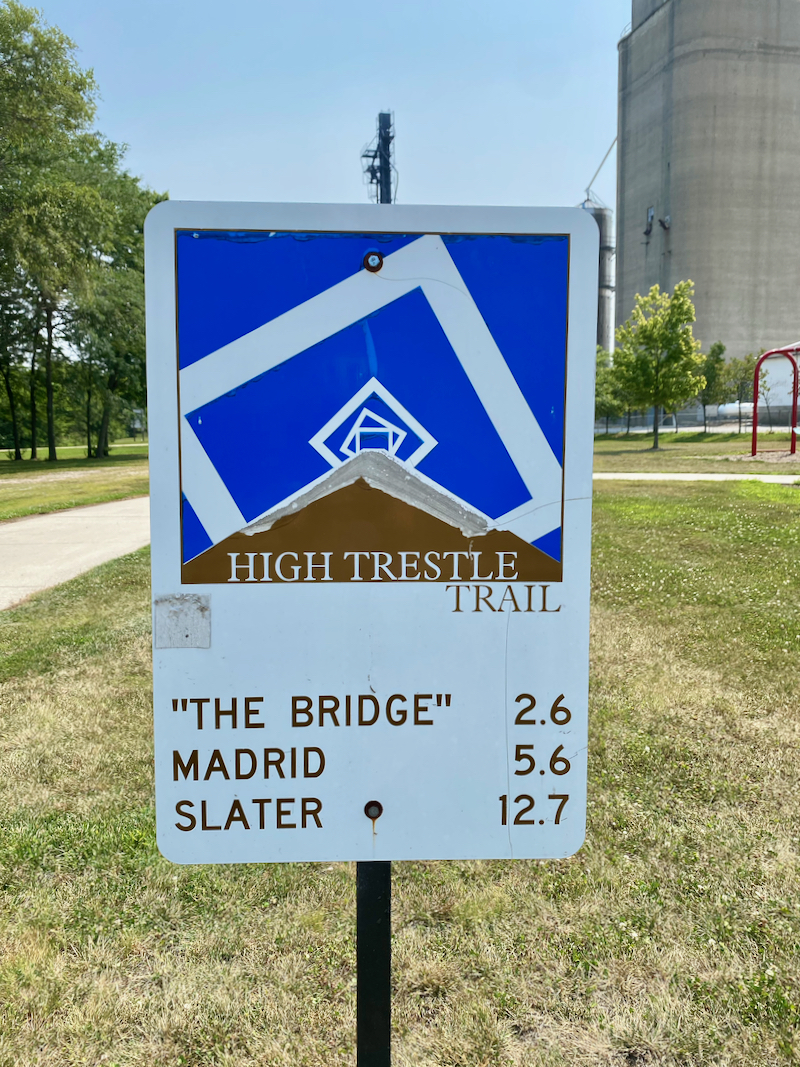 HIGH TRESTLE
TRAIL
"THE BRIDGE" 2.6
MADRID 5.6
SLATER 12.7